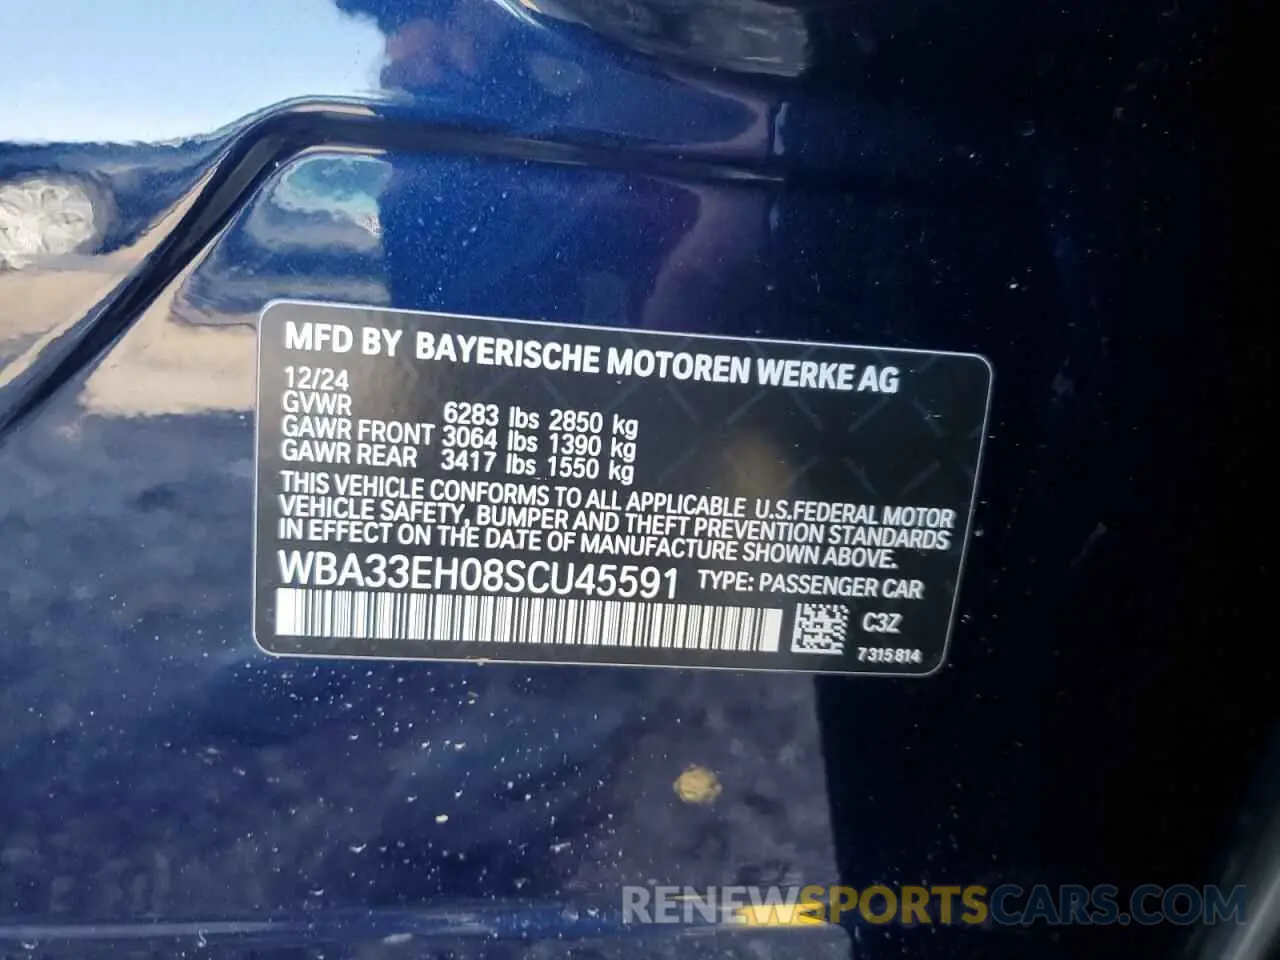 MFD BY BAYERISCHE MOTOREN WERKE AG
12/24
GVWR 6283 lbs 2850 kg
GAWR FRONT 3064 lbs 1390 kg
GAWR REAR 3417 lbs 1550 kg
THIS VEHICLE CONFORMS TO ALL APPLICABLE U.S.FEDERAL MOTOR
VEHICLE SAFETY, BUMPER AND THEFT PREVENTION STANDARDS
IN EFFECT ON THE DATE OF MANUFACTURE SHOWN ABOVE.
WBA33EH08SCU45591 TYPE: PASSENGER CAR
C3Z
7315814
RENEWSPORTSCARS.COM